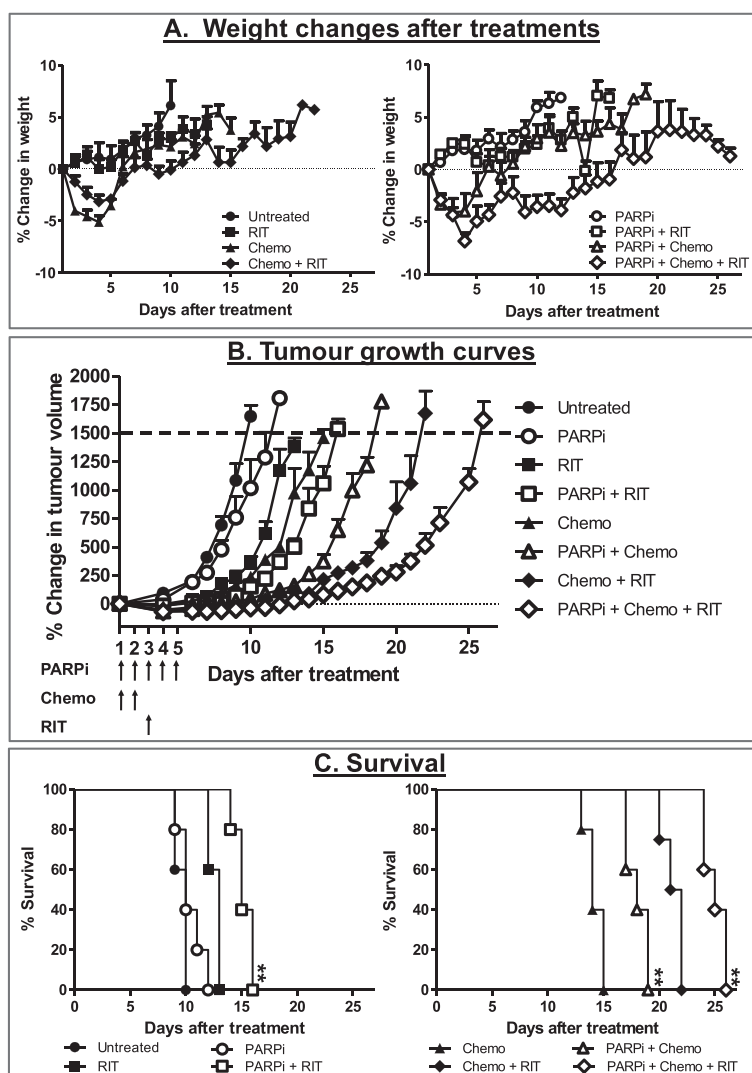 A. Weight changes after treatments
10
5
0
-5
-10
% Change in weight
5 10 15 20 25
Days after treatment
Untreated
RIT
Chemo
Chemo + RIT
10
5
0
-5
-10
% Change in weight
5 10 15 20 25
Days after treatment
PARPi
PARPi + RIT
PARPi + Chemo
PARPi + Chemo + RIT
B. Tumour growth curves
2000
1750
1500
1250
1000
750
500
250
0
% Change in tumour volume
1 2 3 4 5 10 15 20 25
Days after treatment
PARPi
Chemo
RIT
Untreated
PARPi
RIT
PARPi + RIT
Chemo
PARPi + Chemo
Chemo + RIT
PARPi + Chemo + RIT
C. Survival
100
80
60
40
20
0
% Survival
0 5 10 15 20 25
**
Days after treatment
Untreated PARPi
RIT PARPi + RIT
100
80
60
40
20
0
% Survival
0 5 10 15 20 25
** **
Days after treatment
Chemo PARPi + Chemo
Chemo + RIT PARPi + Chemo + RIT